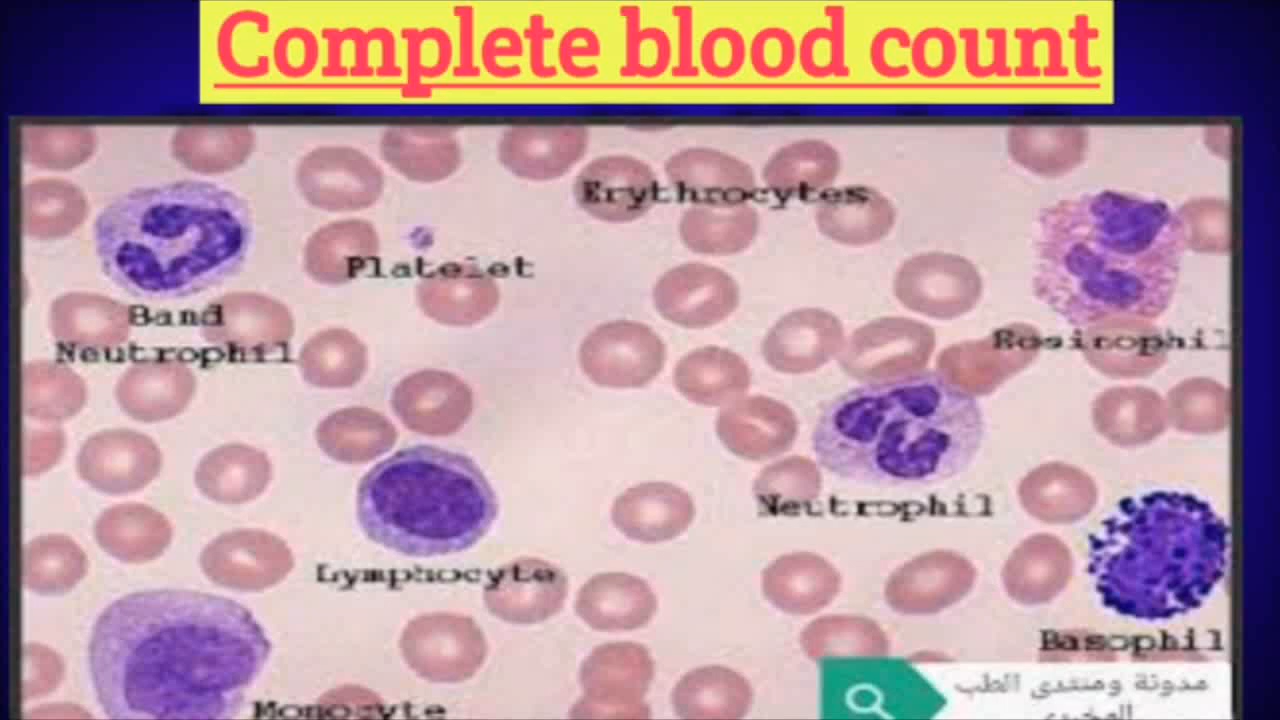 Complete blood count
Erythrocytes
Platelet
Band
Neutrophil
Eosinophil
Neutrophil
Lymphocyte
Basophil
Monocyte
مدونة ومنتدى الطب